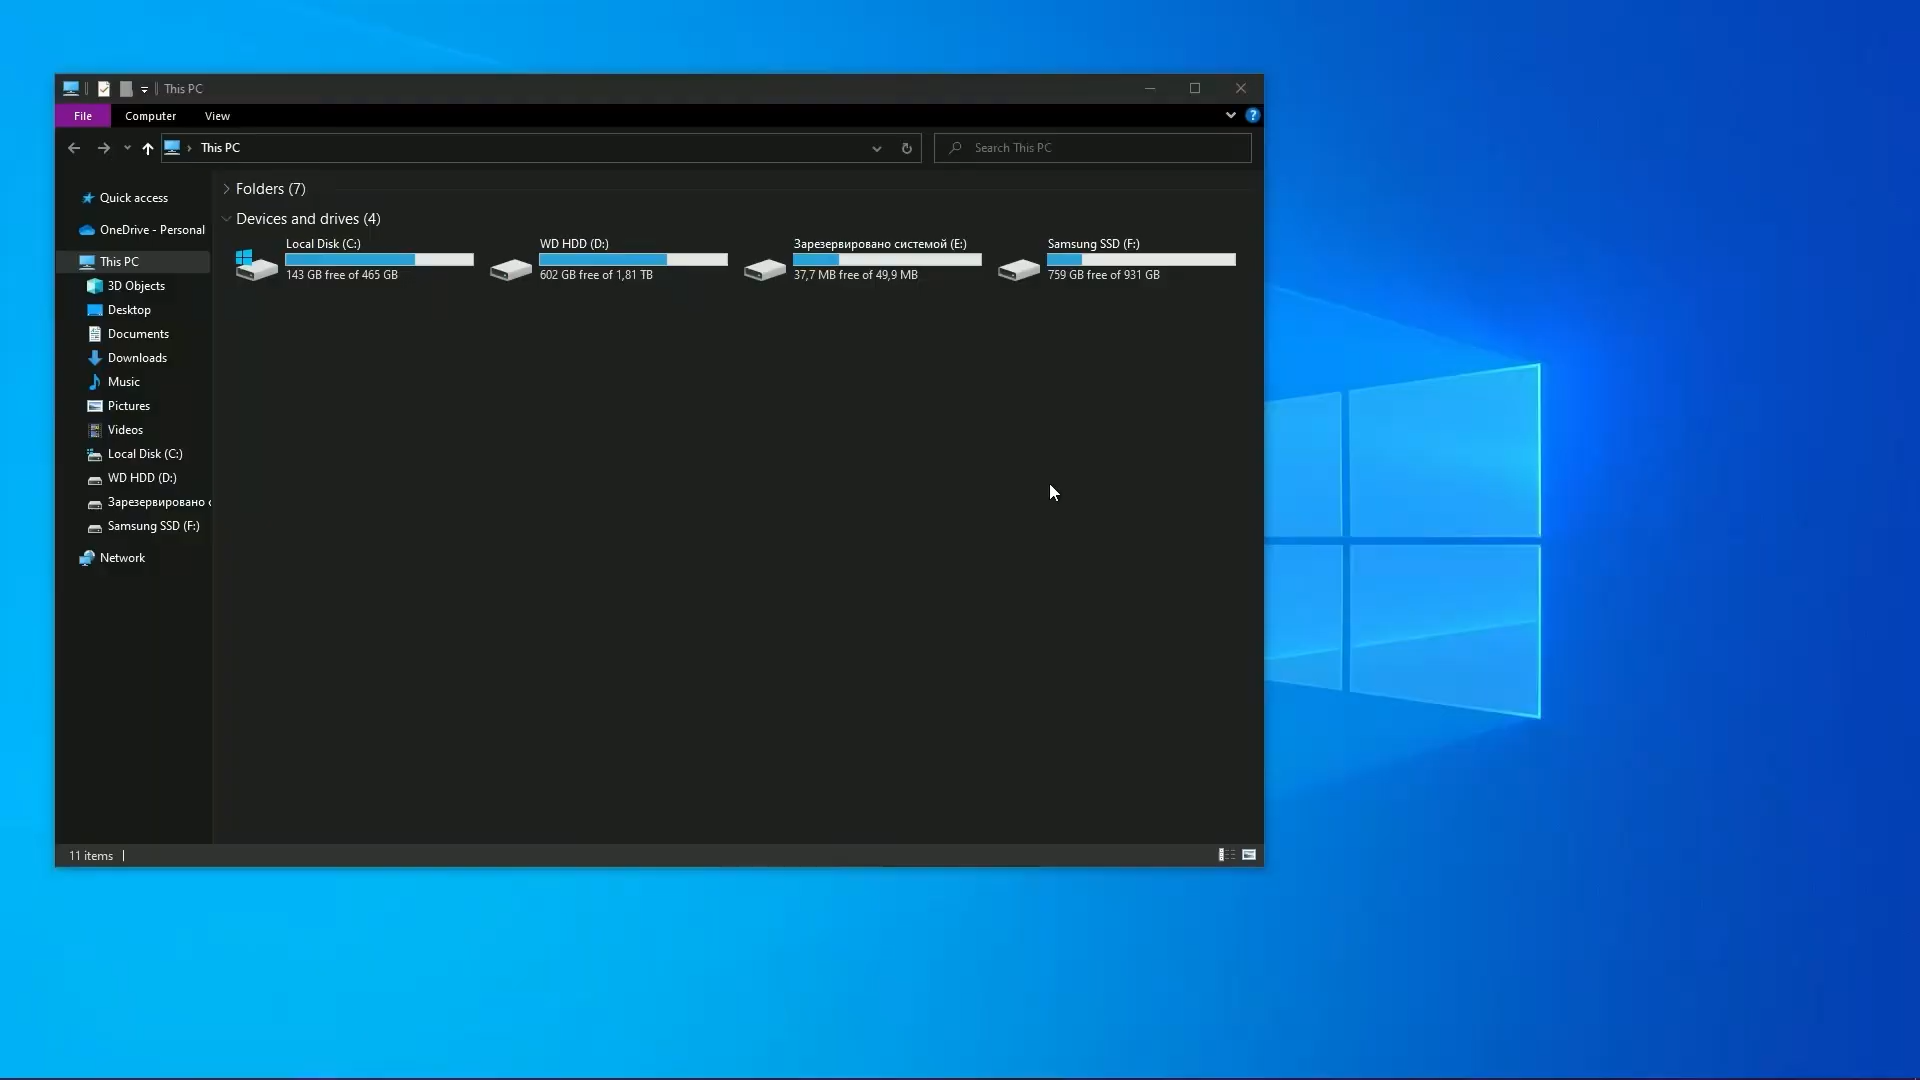 This PC
File Computer View
This PC
Search This PC
Quick access
OneDrive - Personal
This PC
3D Objects
Desktop
Documents
Downloads
Music
Pictures
Videos
Local Disk (C:)
WD HDD (D:)
Зарезервировано с
Samsung SSD (F:)
Network
Folders (7)
Devices and drives (4)
Local Disk (C:)
143 GB free of 465 GB
WD HDD (D:)
602 GB free of 1,81 TB
Зарезервировано системой (E:)
37,7 MB free of 49,9 MB
Samsung SSD (F:)
759 GB free of 931 GB
11 items